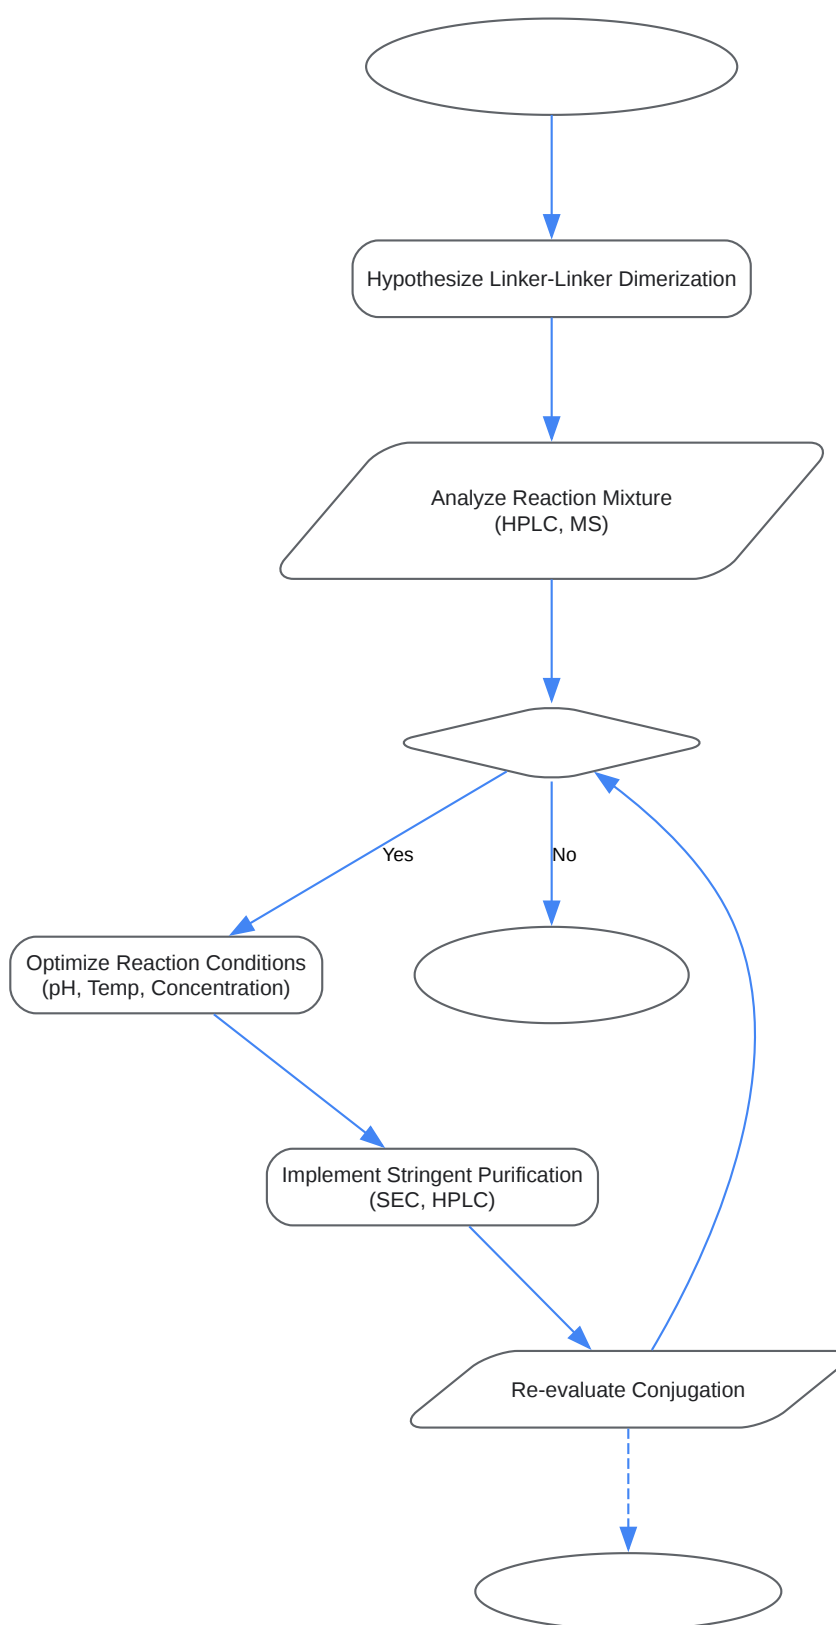 Hypothesize Linker-Linker Dimerization
Analyze Reaction Mixture
(HPLC, MS)
Yes
No
Optimize Reaction Conditions
(pH, Temp, Concentration)
Implement Stringent Purification
(SEC, HPLC)
Re-evaluate Conjugation